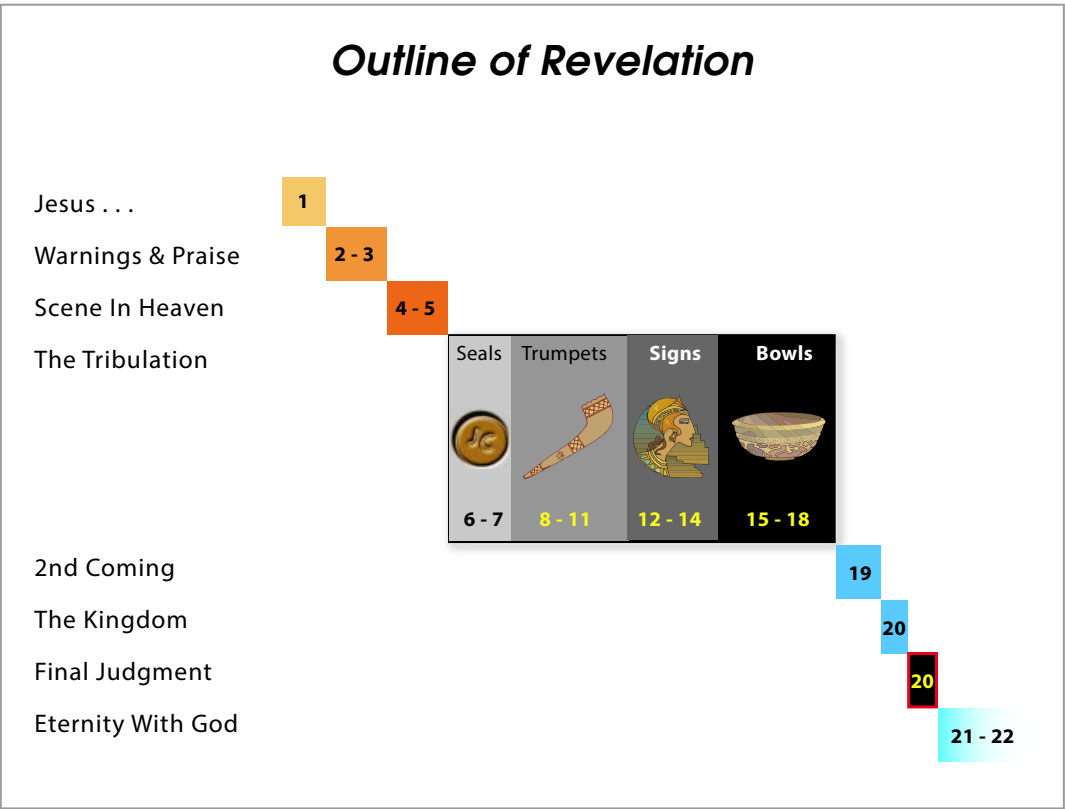 Outline of Revelation
Jesus . . .
1
Warnings & Praise
2 - 3
Scene In Heaven
4 - 5
The Tribulation
Seals Trumpets Signs Bowls
JC
6 - 7 8 - 11 12 - 14 15 - 18
2nd Coming
19
The Kingdom
20
Final Judgment
20
Eternity With God
21 - 22